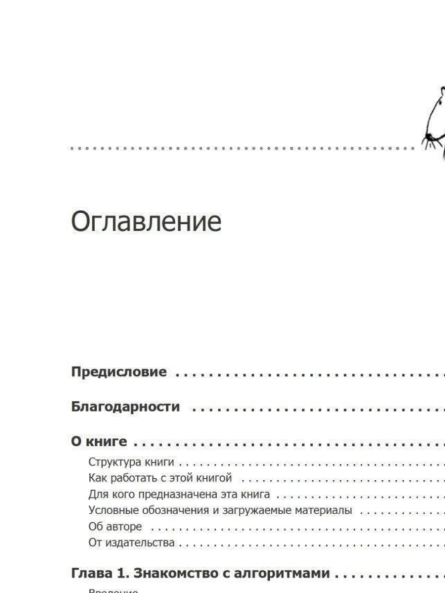 Оглавление
Предисловие
Благодарности
О книге
Структура книги
Как работать с этой книгой
Для кого предназначена эта книга
Условные обозначения и загружаемые материалы
Об авторе
От издательства
Глава 1. Знакомство с алгоритмами
Введение